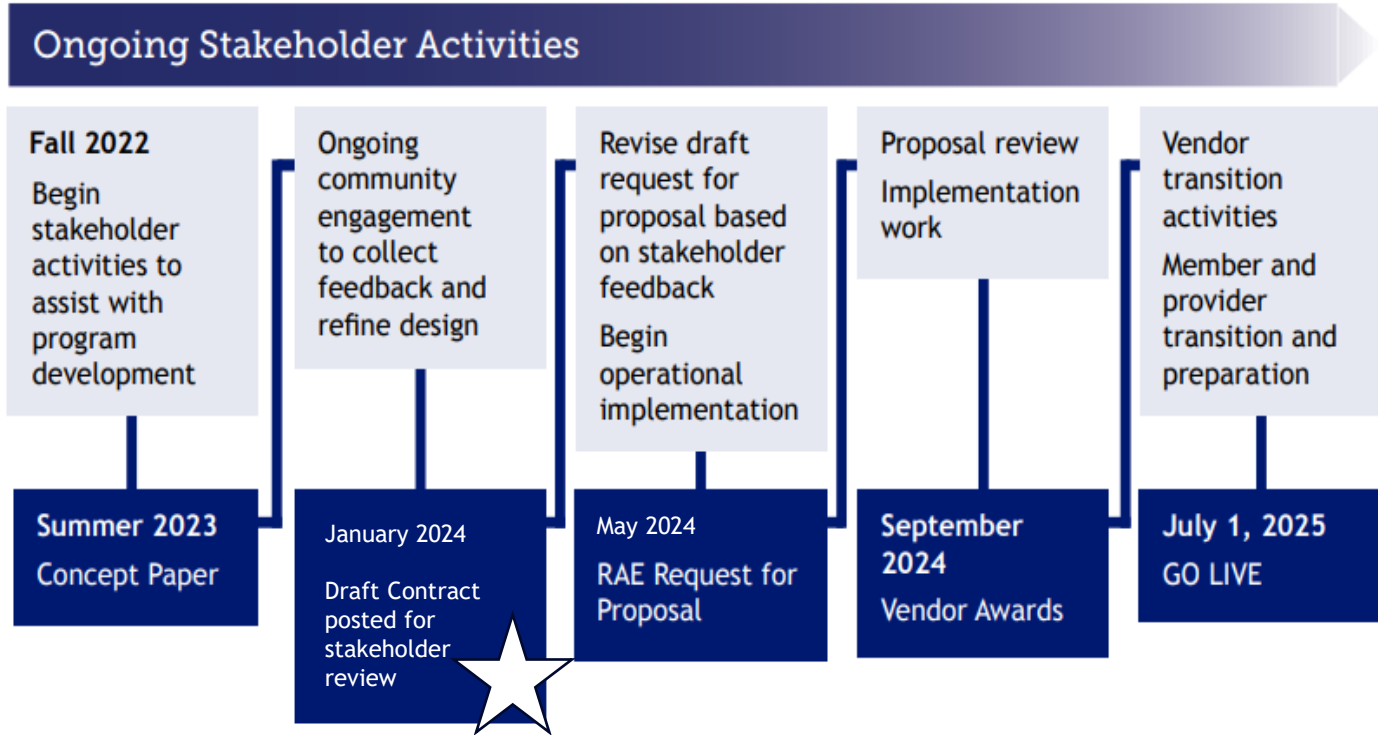 Ongoing Stakeholder Activities
Fall 2022
Begin
stakeholder
activities to
assist with
program
development
Summer 2023
Concept Paper
Ongoing
community
engagement
to collect
feedback and
refine design
January 2024
Draft Contract
posted for
stakeholder
review
Revise draft
request for
proposal based
on stakeholder
feedback
Begin
operational
implementation
May 2024
RAE Request for
Proposal
Proposal review
Implementation
work
September
2024
Vendor Awards
Vendor
transition
activities
Member and
provider
transition and
preparation
July 1, 2025
GO LIVE